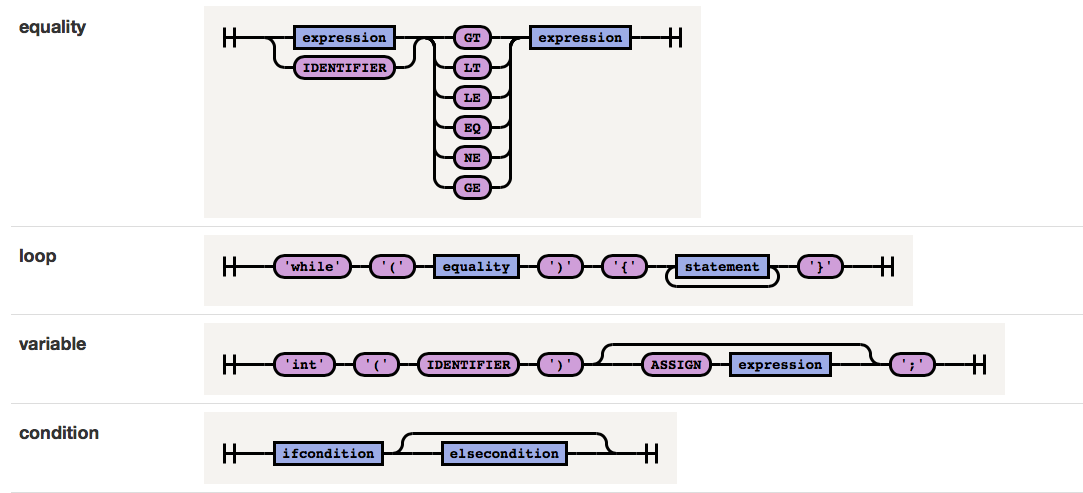 equality
expression GT expression
IDENTIFIER LT
LE
EQ
NE
GE
loop
'while' '(' equality ')' '{' statement '}'
variable
'int' '(' IDENTIFIER ')' ASSIGN expression ';'
condition
ifcondition elsecondition